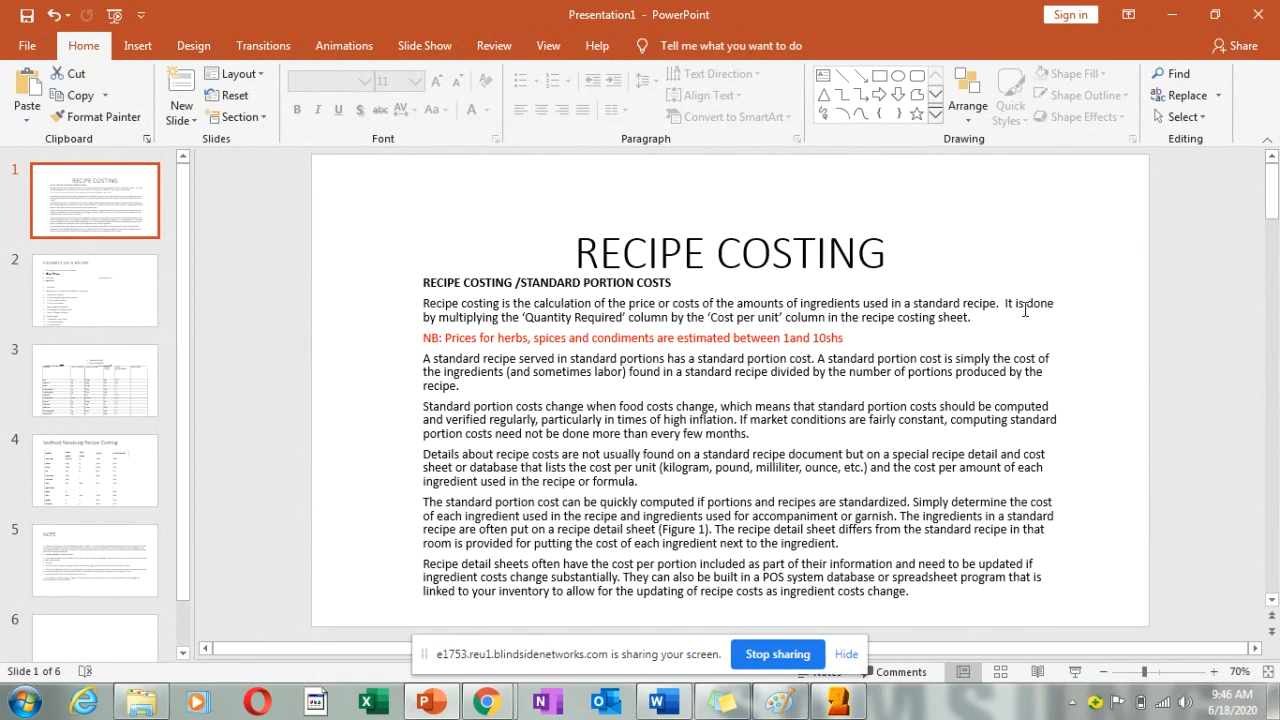 Presentation1 - PowerPoint
Sign in
File Home Insert Design Transitions Animations Slide Show Review View Help Tell me what you want to do Share
Paste
Cut
Copy
Format Painter
Clipboard
New Slide
Layout
Reset
Section
Slides
11
Font
Text Direction
Align Text
Convert to SmartArt
Paragraph
Arrange
Quick Styles
Shape Fill
Shape Outline
Shape Effects
Drawing
Find
Replace
Select
Editing
1
RECIPE COSTING
2
EXAMPLE OF A RECIPE
3
4
Seafood Newburg Recipe Costing
5
NOTE
6
RECIPE COSTING
RECIPE COSTING /STANDARD PORTION COSTS
Recipe costing is the calculation of the price or costs of the amounts of ingredients used in a standard recipe. It is done
by multiplying the ‘Quantity Required’ column by the ‘Cost per unit’ column in the recipe costing sheet.
NB: Prices for herbs, spices and condiments are estimated between 1and 10shs
A standard recipe served in standard portions has a standard portion cost. A standard portion cost is simply the cost of
the ingredients (and sometimes labor) found in a standard recipe divided by the number of portions produced by the
recipe.
Standard portion costs change when food costs change, which means that standard portion costs should be computed
and verified regularly, particularly in times of high inflation. If market conditions are fairly constant, computing standard
portion costs need not be done more than every few months.
Details about recipe costs are not usually found on a standard recipe document but on a special recipe detail and cost
sheet or database that lists the cost per unit (kilogram, pound, milliliter, ounce, etc.) and the cost per amount of each
ingredient used in the recipe or formula.
The standard portion cost can be quickly computed if portions and recipes are standardized. Simply determine the cost
of each ingredient used in the recipe and ingredients used for accompaniment or garnish. The ingredients in a standard
recipe are often put on a recipe detail sheet (Figure 1). The recipe detail sheet differs from the standard recipe in that
room is provided for putting the cost of each ingredient next to the ingredient.
Recipe detail sheets often have the cost per portion included as part of their information and need to be updated if
ingredient costs change substantially. They can also be built in a POS system database or spreadsheet program that is
linked to your inventory to allow for the updating of recipe costs as ingredient costs change.
e1753.reu1.blindsidenetworks.com is sharing your screen. Stop sharing Hide
Slide 1 of 6
Notes Comments
70%
9:46 AM
6/18/2020